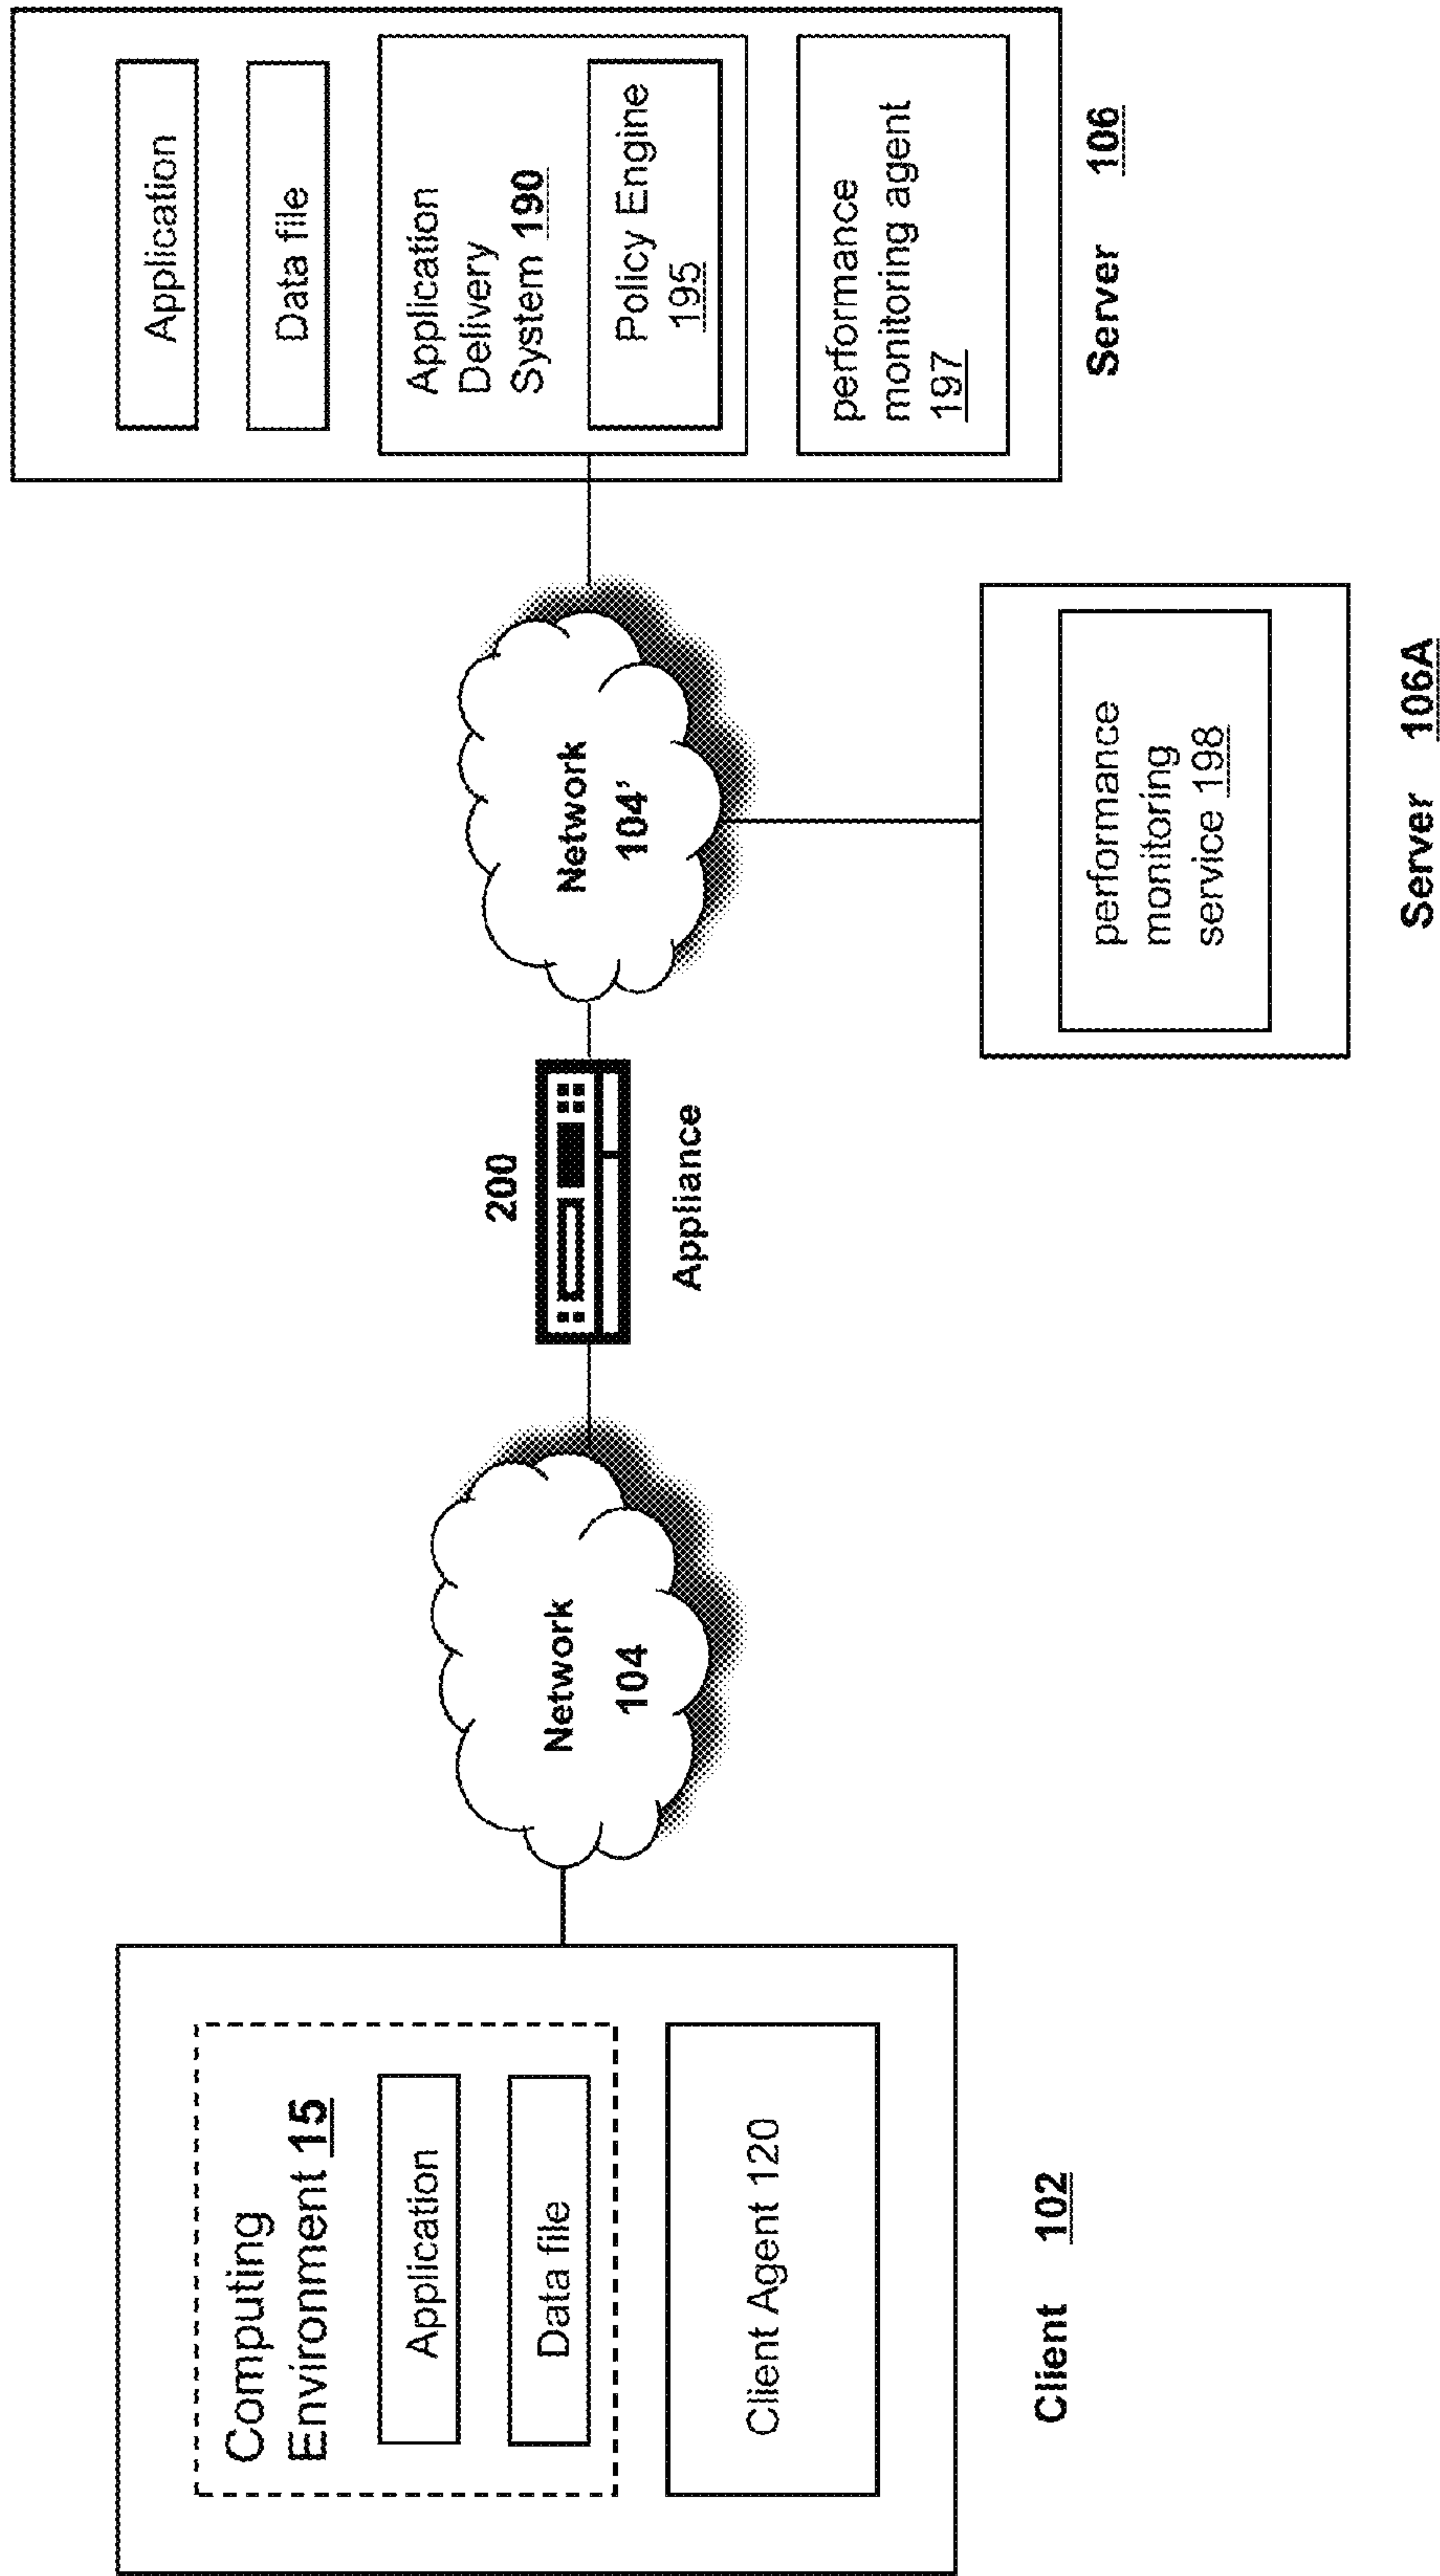 Computing
Environment 15
Application
Data file
Client Agent 120
Client 102
Network
104
200
Appliance
Network
104’
performance
monitoring
service 198
Server 106A
Application
Data file
Application
Delivery
System 190
Policy Engine
195
performance
monitoring agent
197
Server 106